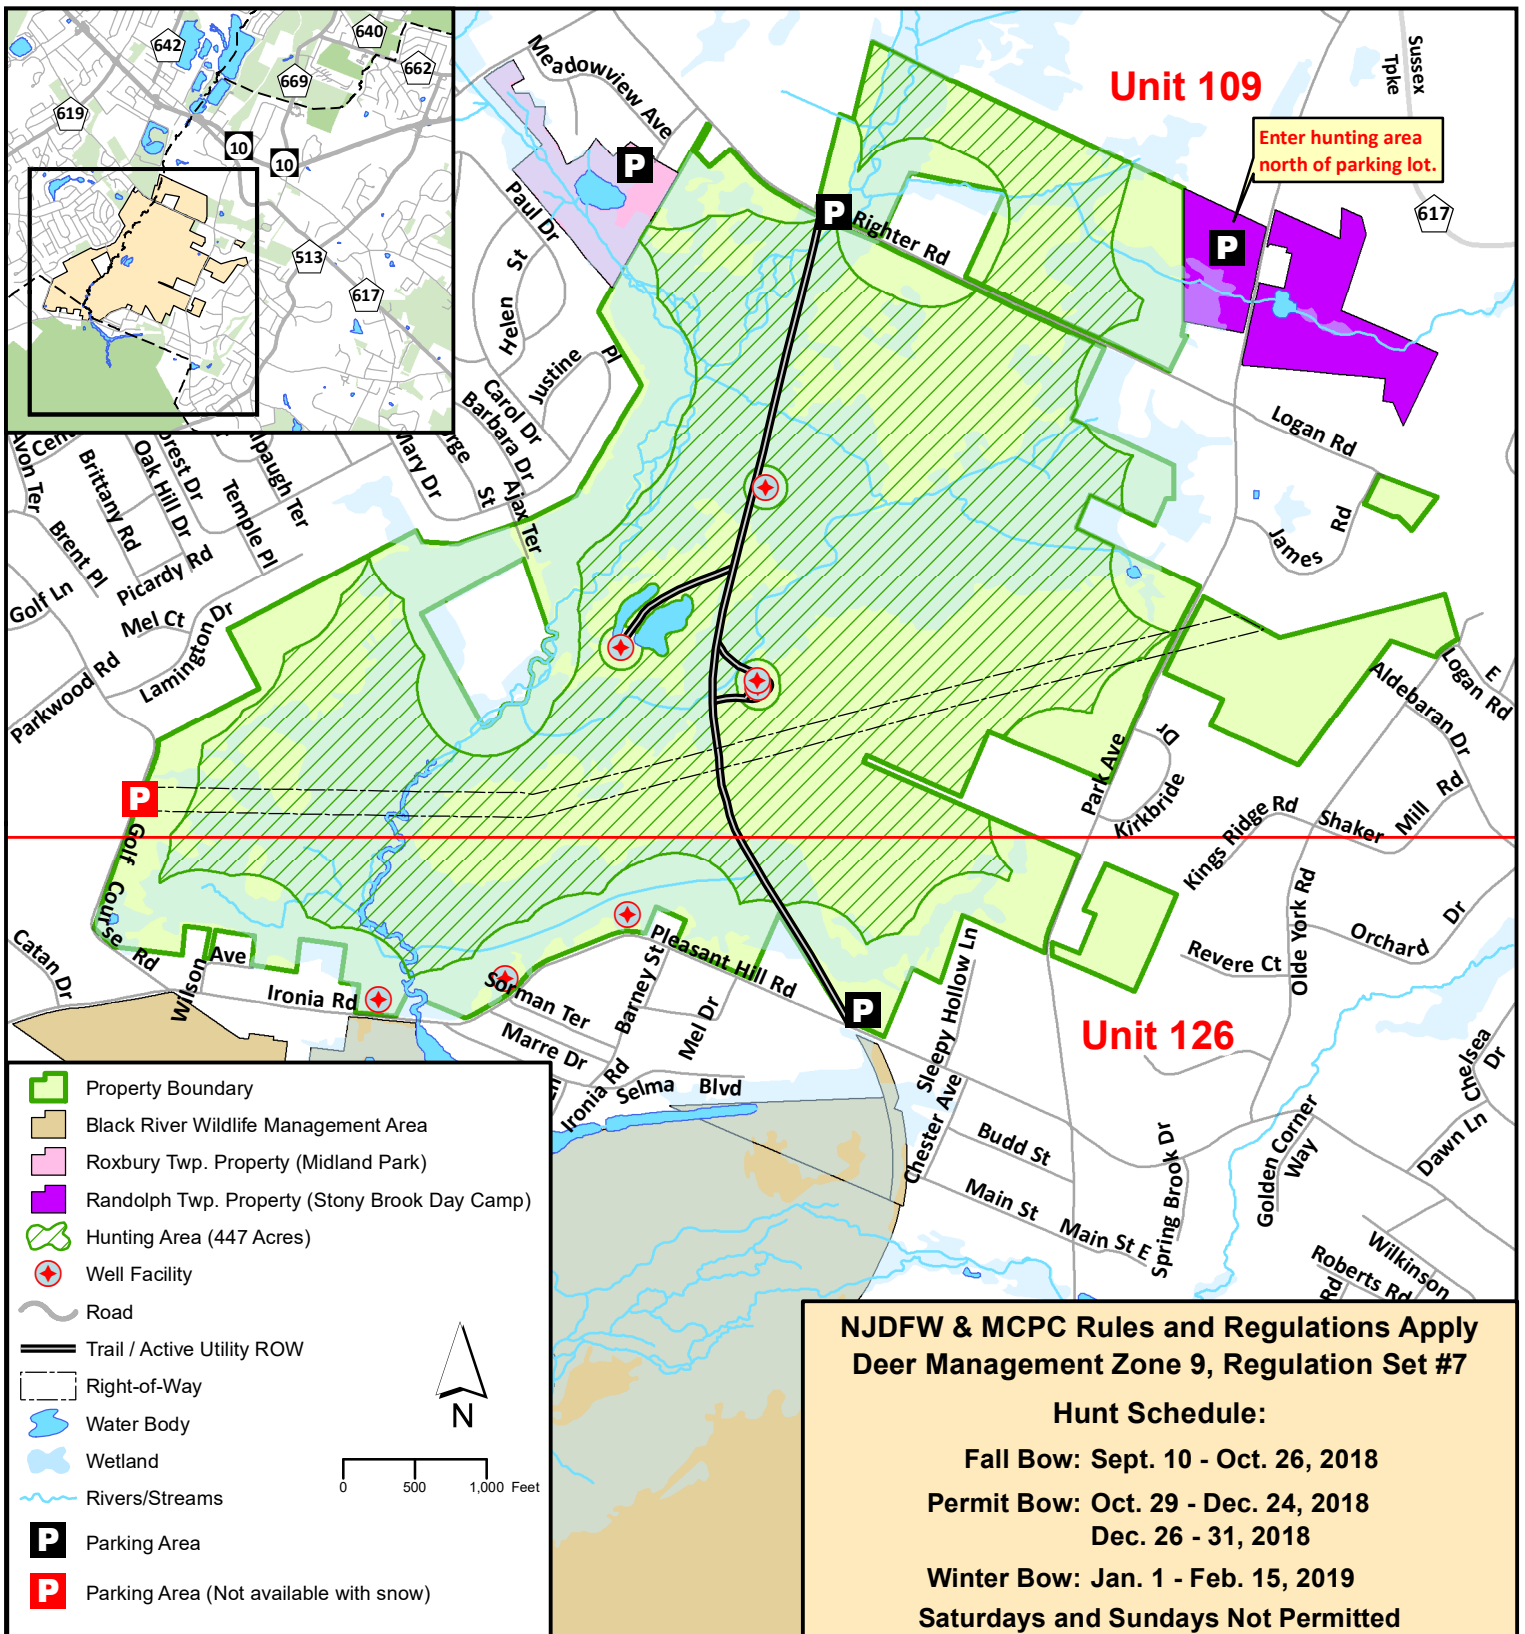 642
640
669
662
619
10
10
513
617
Meadowview Ave
P
Paul Dr
Helen St
Justine Pl
Carol Dr
Barbara Dr
Ajax Ter
St
Mary Dr
Avon Ter
Brittany Rd
Oak Hill Dr
Temple Pl
Brent Pl
Picardy Rd
Golf Ln
Mel Ct
Lamington Dr
Parkwood Rd
Unit 109
Sussex
Tpke
617
Enter hunting area
north of parking lot.
P
P
Righter Rd
Logan Rd
James Rd
E
Logan Rd
Aldebaran Dr
Park Ave
Kirkbride Dr
Kings Ridge Rd
Shaker Mill Rd
Olde York Rd
Orchard Dr
Revere Ct
P
Golf Course Rd
Catan Dr
Wilson Ave
Ironia Rd
Sorman Ter
Marre Dr
Barney St
Pleasant Hill Rd
Mel Dr
Ironia Rd
Selma Blvd
P
Sleepy Hollow Ln
Chester Ave
Unit 126
Budd St
Main St
Main St E
Spring Brook Dr
Golden Corner
Way
Chelsea
Dr
Dawn Ln
Wilkinson
Roberts Rd
Rd
Property Boundary
Black River Wildlife Management Area
Roxbury Twp. Property (Midland Park)
Randolph Twp. Property (Stony Brook Day Camp)
Hunting Area (447 Acres)
Well Facility
Road
Trail / Active Utility ROW
Right-of-Way
Water Body
Wetland
Rivers/Streams
P Parking Area
P Parking Area (Not available with snow)
N
0 500 1,000 Feet
NJDFW & MCPC Rules and Regulations Apply
Deer Management Zone 9, Regulation Set #7
Hunt Schedule:
Fall Bow: Sept. 10 - Oct. 26, 2018
Permit Bow: Oct. 29 - Dec. 24, 2018
Dec. 26 - 31, 2018
Winter Bow: Jan. 1 - Feb. 15, 2019
Saturdays and Sundays Not Permitted